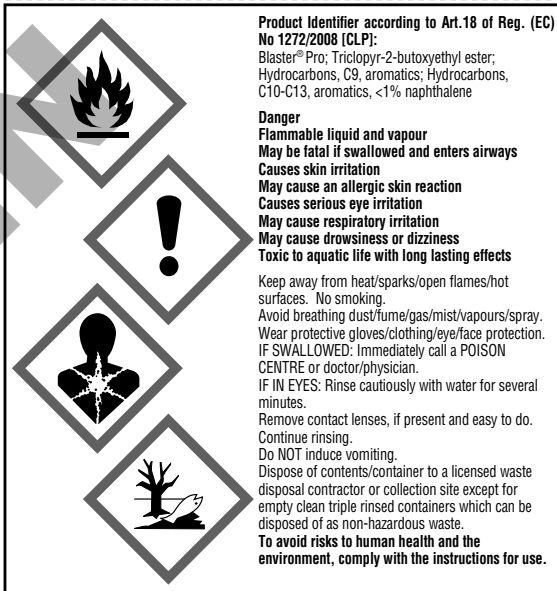 Product Identifier according to Art.18 of Reg. (EC)
No 1272/2008 [CLP]:
Blaster® Pro; Triclopyr-2-butoxyethyl ester;
Hydrocarbons, C9, aromatics; Hydrocarbons,
C10-C13, aromatics, <1% naphthalene
Danger
Flammable liquid and vapour
May be fatal if swallowed and enters airways
Causes skin irritation
May cause an allergic skin reaction
Causes serious eye irritation
May cause respiratory irritation
May cause drowsiness or dizziness
Toxic to aquatic life with long lasting effects
Keep away from heat/sparks/open flames/hot
surfaces. No smoking.
Avoid breathing dust/fume/gas/mist/vapours/spray.
Wear protective gloves/clothing/eye/face protection.
IF SWALLOWED: Immediately call a POISON
CENTRE or doctor/physician.
IF IN EYES: Rinse cautiously with water for several
minutes.
Remove contact lenses, if present and easy to do.
Continue rinsing.
Do NOT induce vomiting.
Dispose of contents/container to a licensed waste
disposal contractor or collection site except for
empty clean triple rinsed containers which can be
disposed of as non-hazardous waste.
To avoid risks to human health and the
environment, comply with the instructions for use.